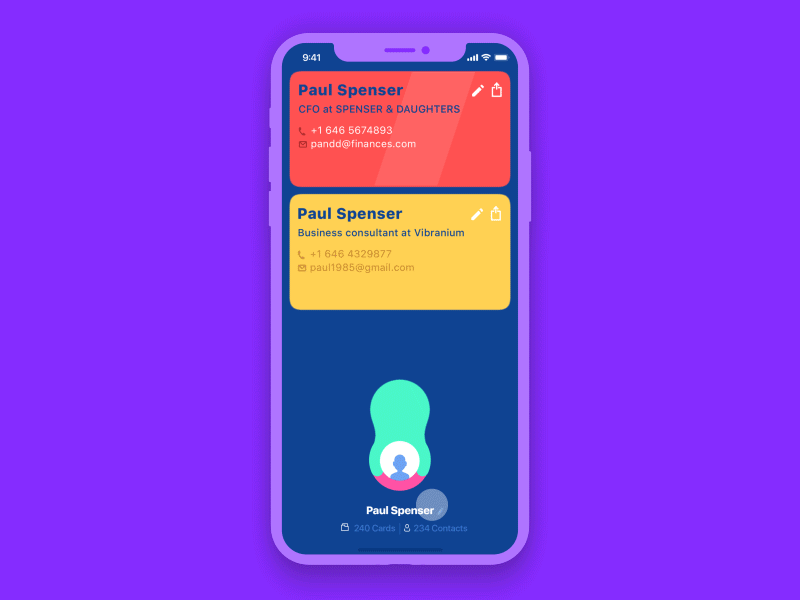 9:41
Paul Spenser
CFO at SPENSER & DAUGHTERS
+1 646 5674893
pandd@finances.com
Paul Spenser
Business consultant at Vibranium
+1 646 4329877
paul1985@gmail.com
Paul Spenser
240 Cards | 234 Contacts